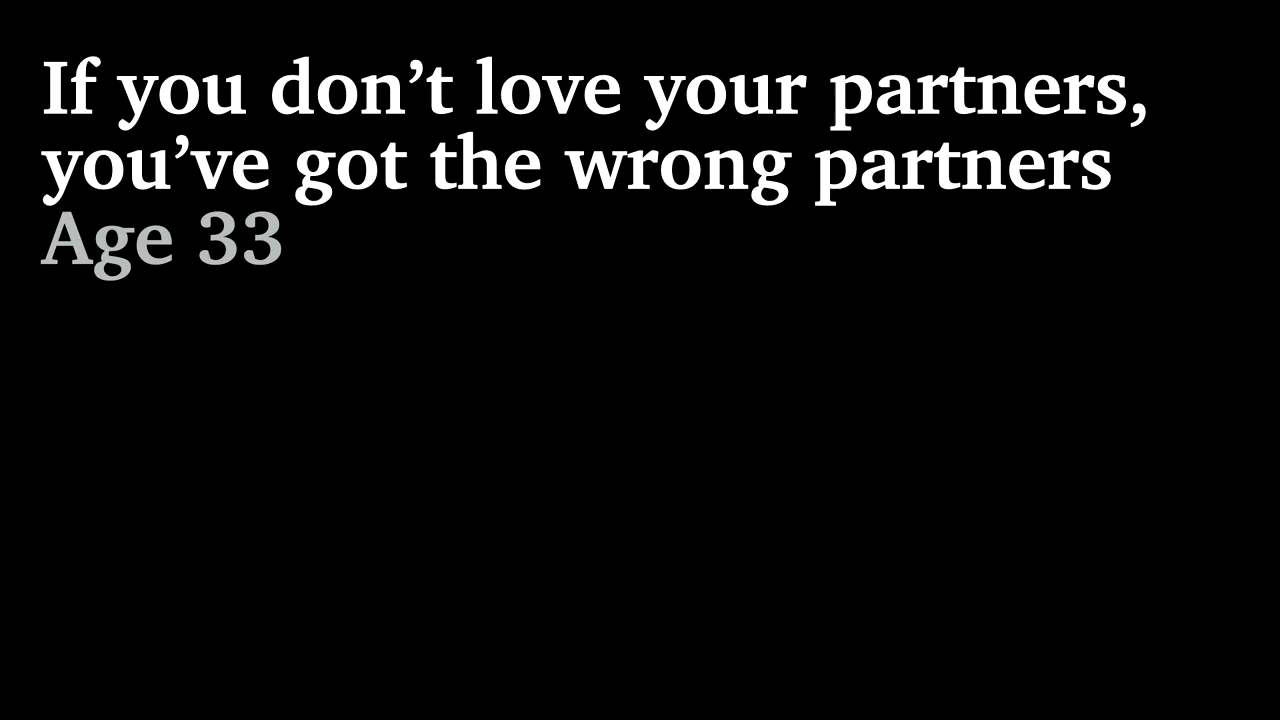 If you don’t love your partners,
you’ve got the wrong partners
Age 33